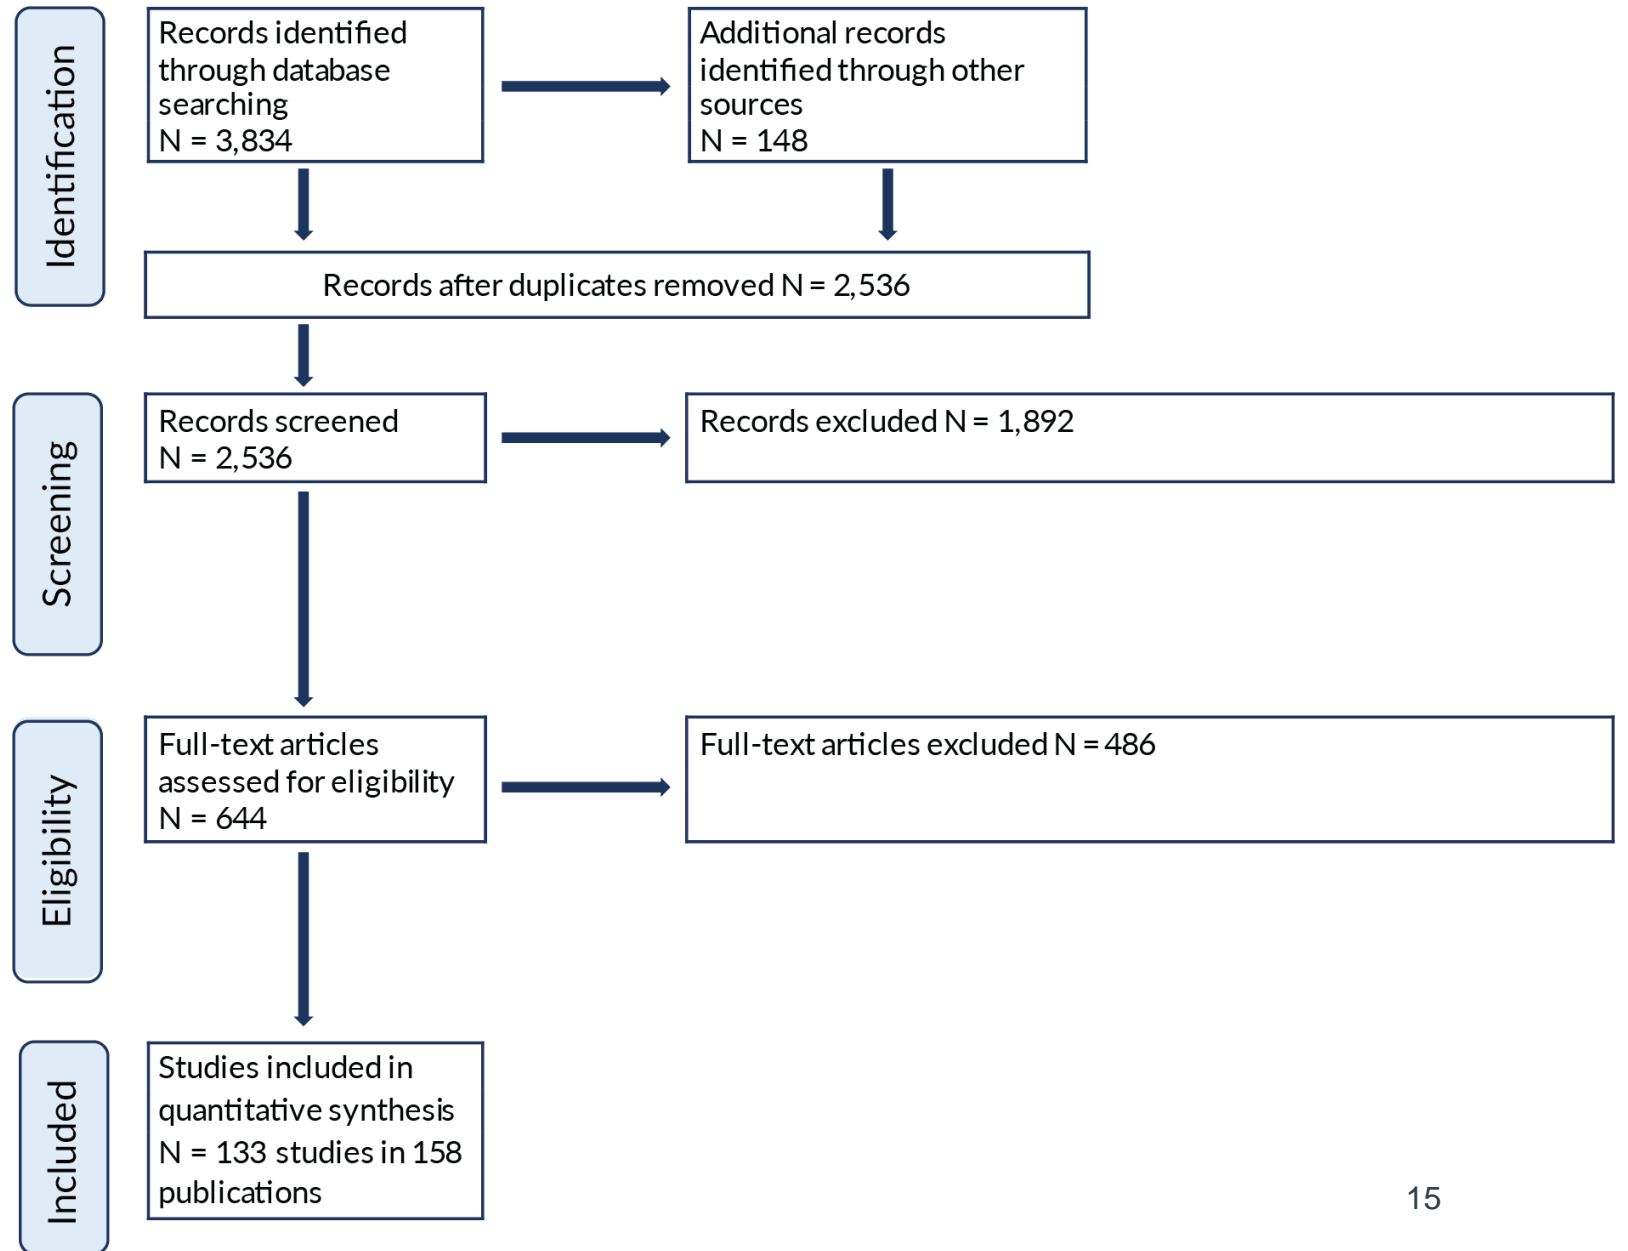 Identification
Records identified
through database
searching
N = 3,834
Additional records
identified through other
sources
N = 148
Records after duplicates removed N = 2,536
Screening
Records screened
N = 2,536
Records excluded N = 1,892
Eligibility
Full-text articles
assessed for eligibility
N = 644
Full-text articles excluded N = 486
Included
Studies included in
quantitative synthesis
N = 133 studies in 158
publications
15